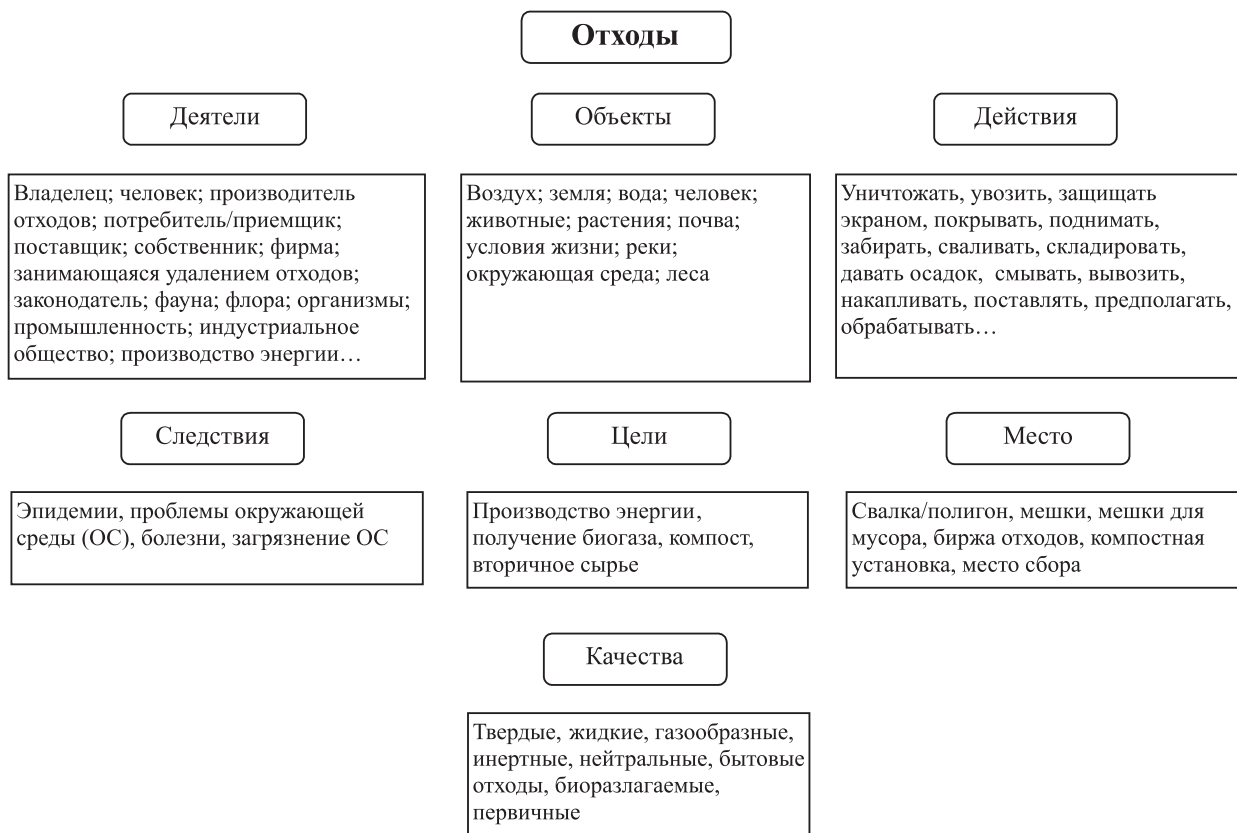 Отходы
Деятели
Объекты
Действия
Владелец; человек; производитель
отходов; потребитель/приемщик;
поставщик; собственник; фирма;
занимающаяся удалением отходов;
законодатель; фауна; флора; организмы;
промышленность; индустриальное
общество; производство энергии…
Воздух; земля; вода; человек;
животные; растения; почва;
условия жизни; реки;
окружающая среда; леса
Уничтожать, увозить, защищать
экраном, покрывать, поднимать,
забирать, сваливать, складировать,
давать осадок, смывать, вывозить,
накапливать, поставлять, предполагать,
обрабатывать…
Следствия
Цели
Место
Эпидемии, проблемы окружающей
среды (ОС), болезни, загрязнение ОС
Производство энергии,
получение биогаза, компост,
вторичное сырье
Свалка/полигон, мешки, мешки для
мусора, биржа отходов, компостная
установка, место сбора
Качества
Твердые, жидкие, газообразные,
инертные, нейтральные, бытовые
отходы, биоразлагаемые,
первичные